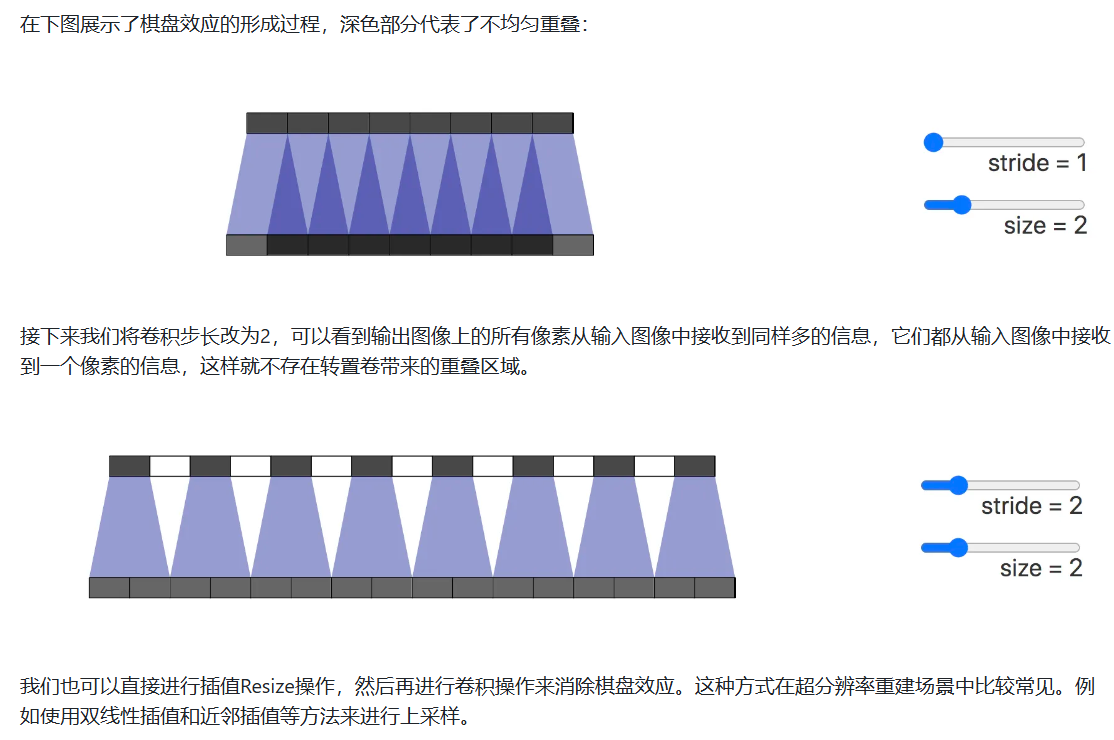 在下图展示了棋盘效应的形成过程，深色部分代表了不均匀重叠：
stride = 1
size = 2
接下来我们将卷积步长改为2，可以看到输出图像上的所有像素从输入图像中接收到同样多的信息，它们都从输入图像中接收
到一个像素的信息，这样就不存在转置卷带来的重叠区域。
stride = 2
size = 2
我们也可以直接进行插值Resize操作，然后再进行卷积操作来消除棋盘效应。这种方式在超分辨率重建场景中比较常见。例
如使用双线性插值和近邻插值等方法来进行上采样。